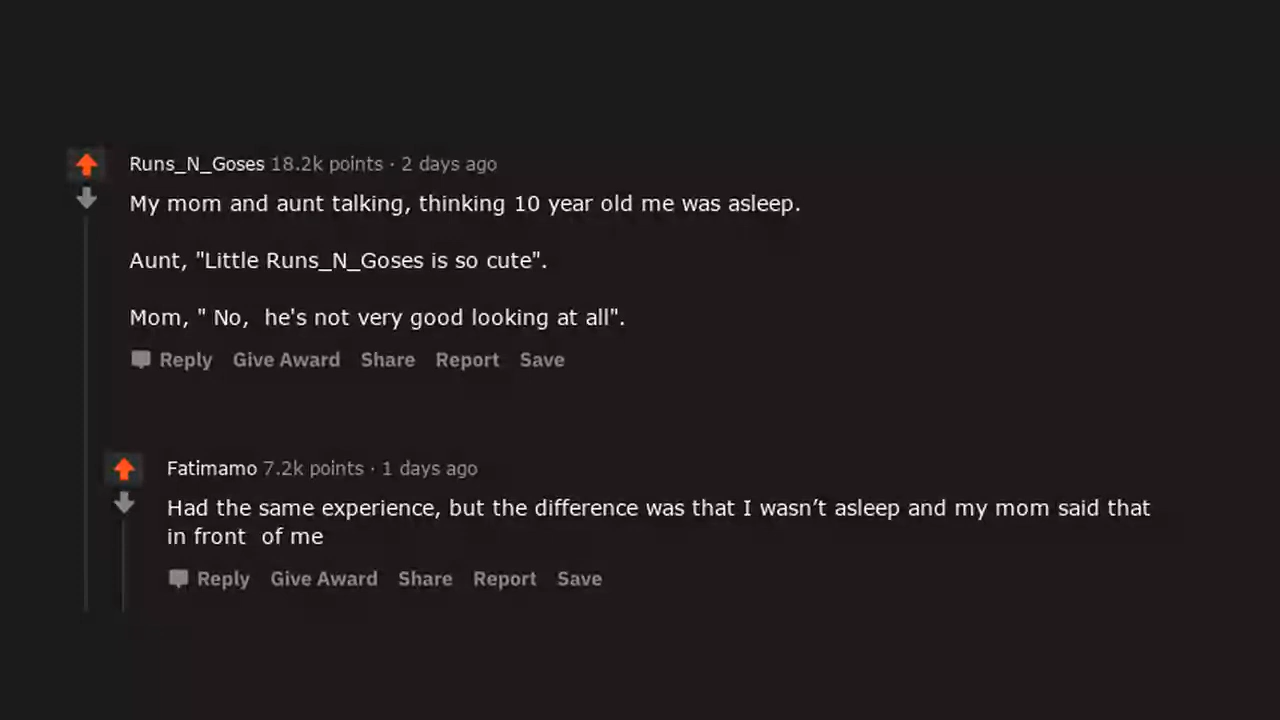 Runs_N_Goses 18.2k points · 2 days ago
My mom and aunt talking, thinking 10 year old me was asleep.
Aunt, "Little Runs_N_Goses is so cute".
Mom, " No,  he's not very good looking at all".
Reply Give Award Share Report Save
Fatimamo 7.2k points · 1 days ago
Had the same experience, but the difference was that I wasn’t asleep and my mom said that
in front  of me
Reply Give Award Share Report Save